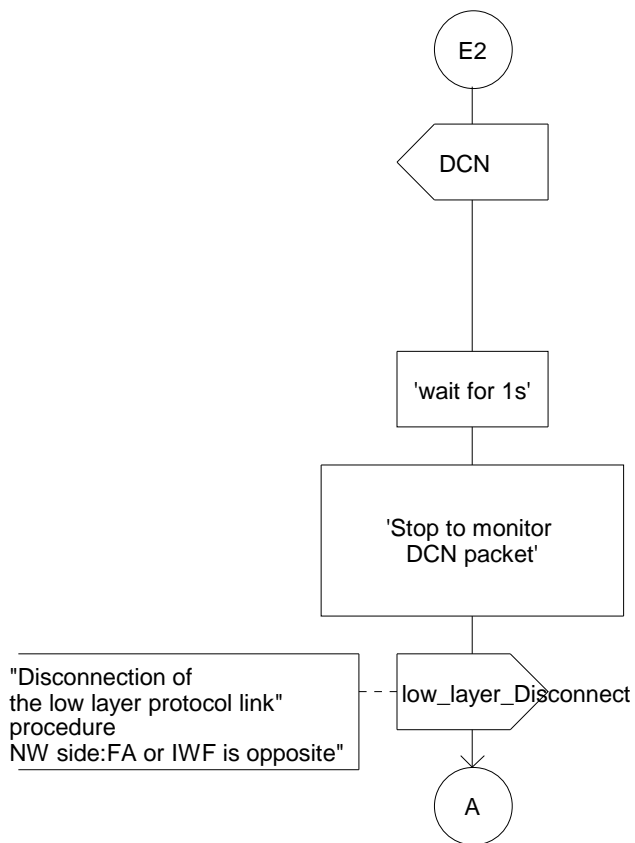 E2
DCN
'wait for 1s'
'Stop to monitor
DCN packet'
"Disconnection of
the low layer protocol link"
procedure
NW side:FA or IWF is opposite"
low_layer_Disconnect
A